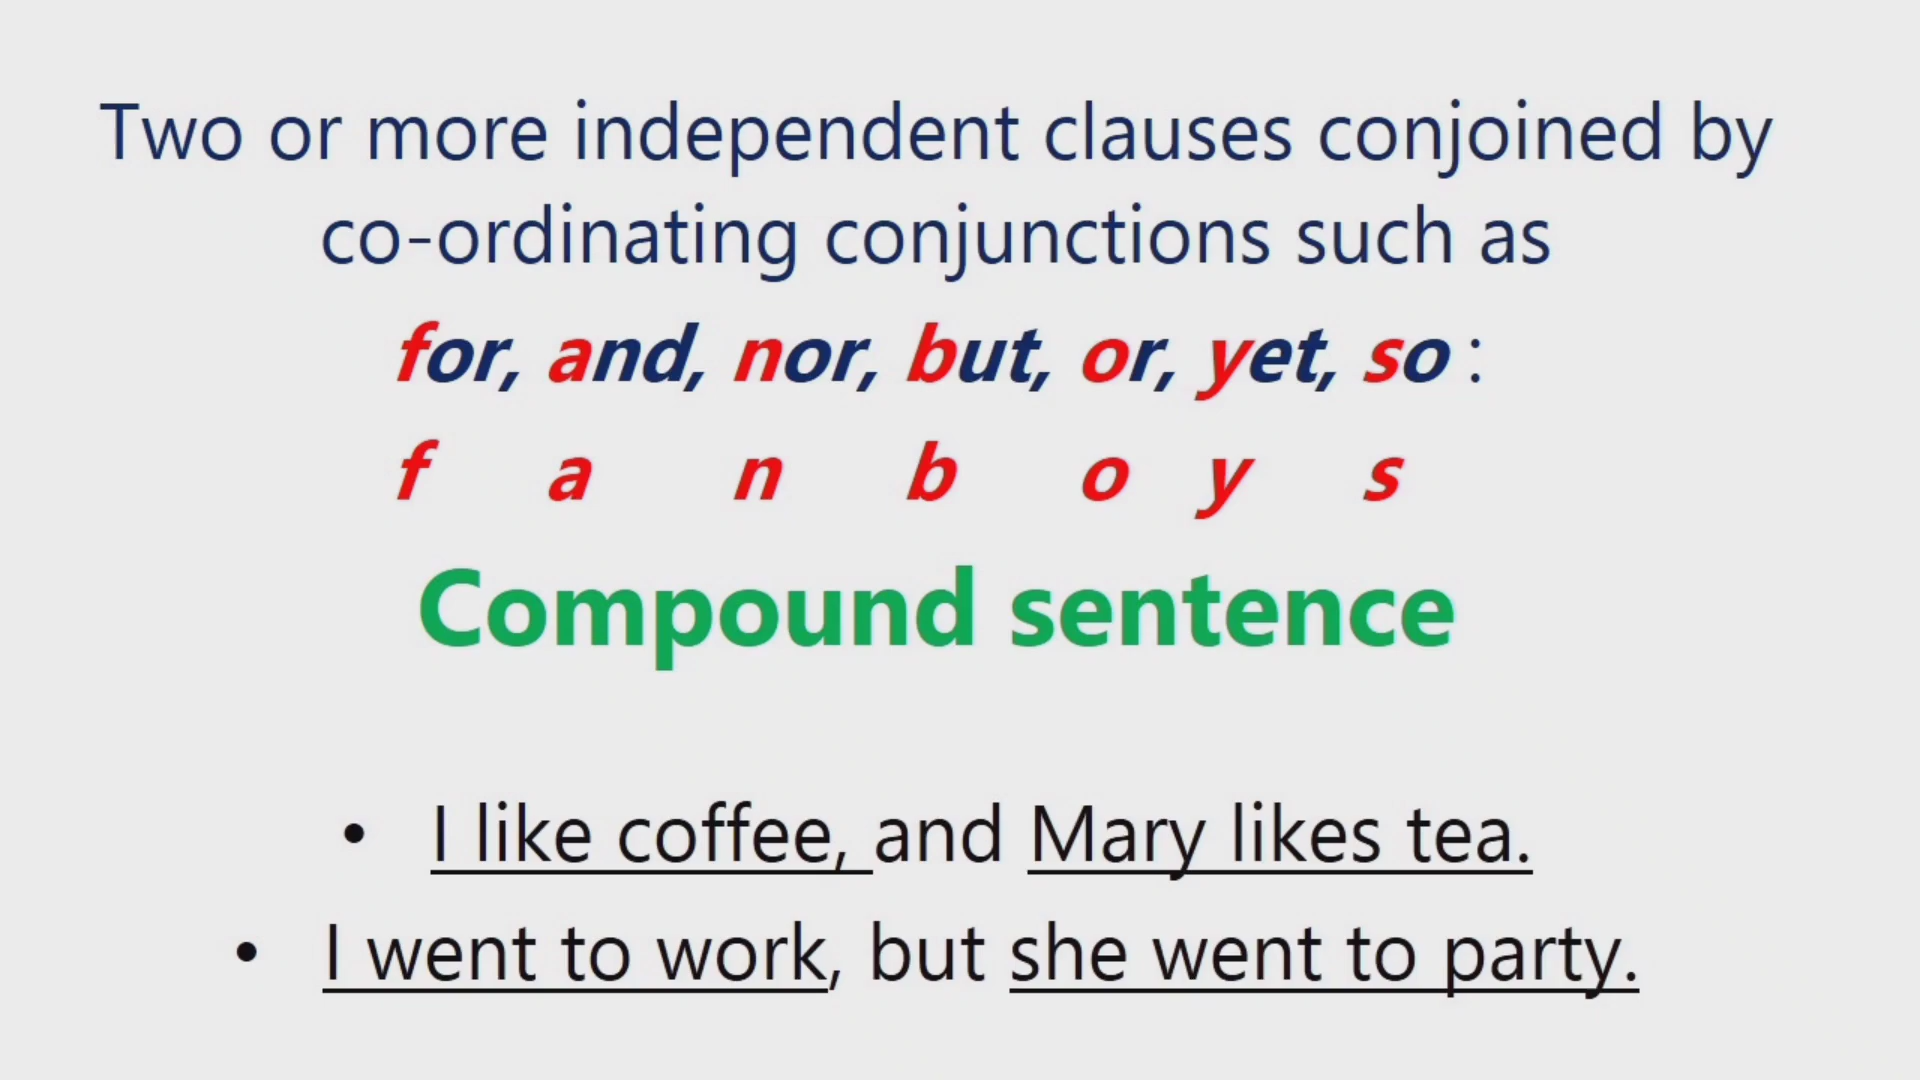 Two or more independent clauses conjoined by
co-ordinating conjunctions such as
for, and, nor, but, or, yet, so :
f a n b o y s
Compound sentence
• I like coffee, and Mary likes tea.
• I went to work, but she went to party.